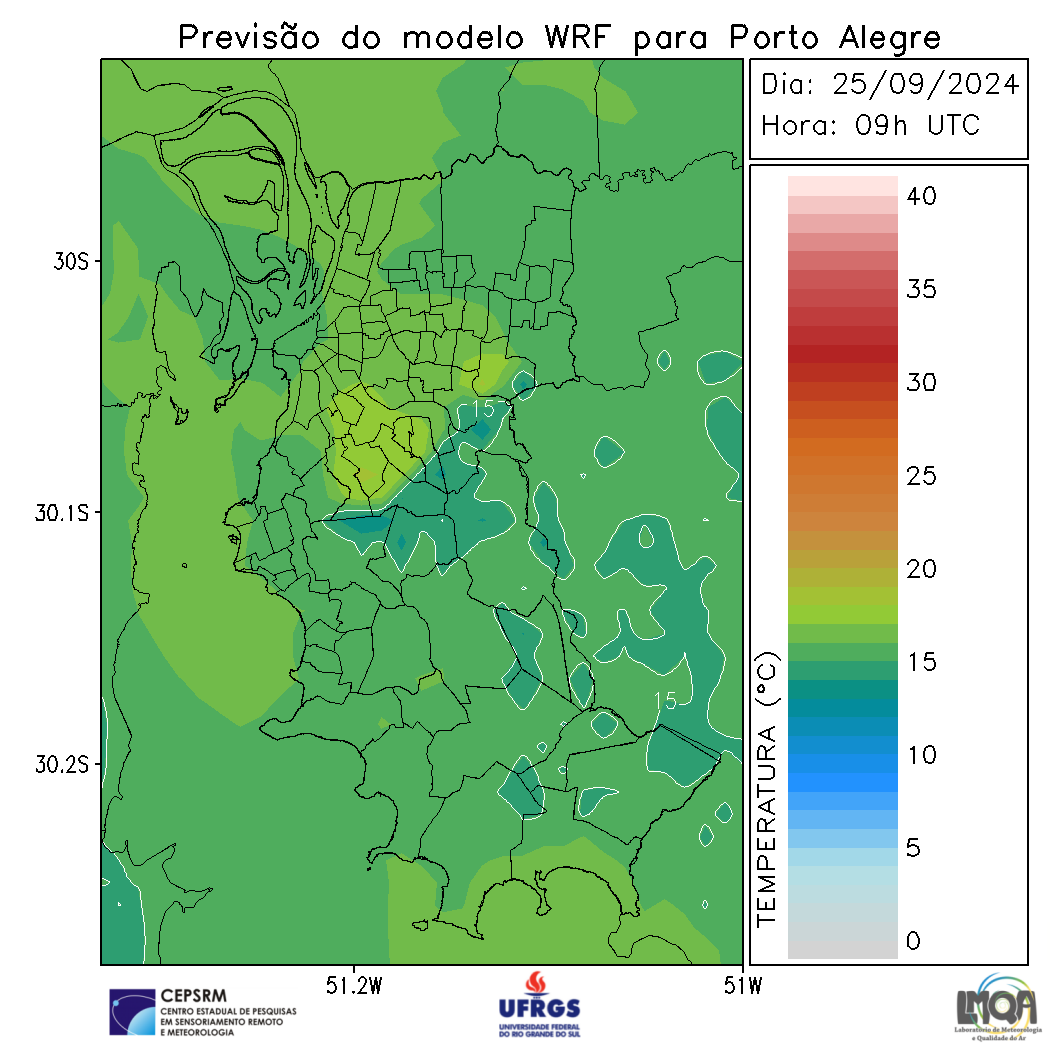 Previsão do modelo WRF para Porto Alegre
Dia: 25/09/2024
Hora: 09h UTC
30S
30.1S
30.2S
51.2W
51W
15
15
TEMPERATURA (°C)
40
35
30
25
20
15
10
5
0
CEPSRM
CENTRO ESTADUAL DE PESQUISAS
EM SENSORIAMENTO REMOTO
E METEOROLOGIA
UFRGS
UNIVERSIDADE FEDERAL
DO RIO GRANDE DO SUL
LMQA
Laboratório de Meteorologia
e Qualidade do Ar